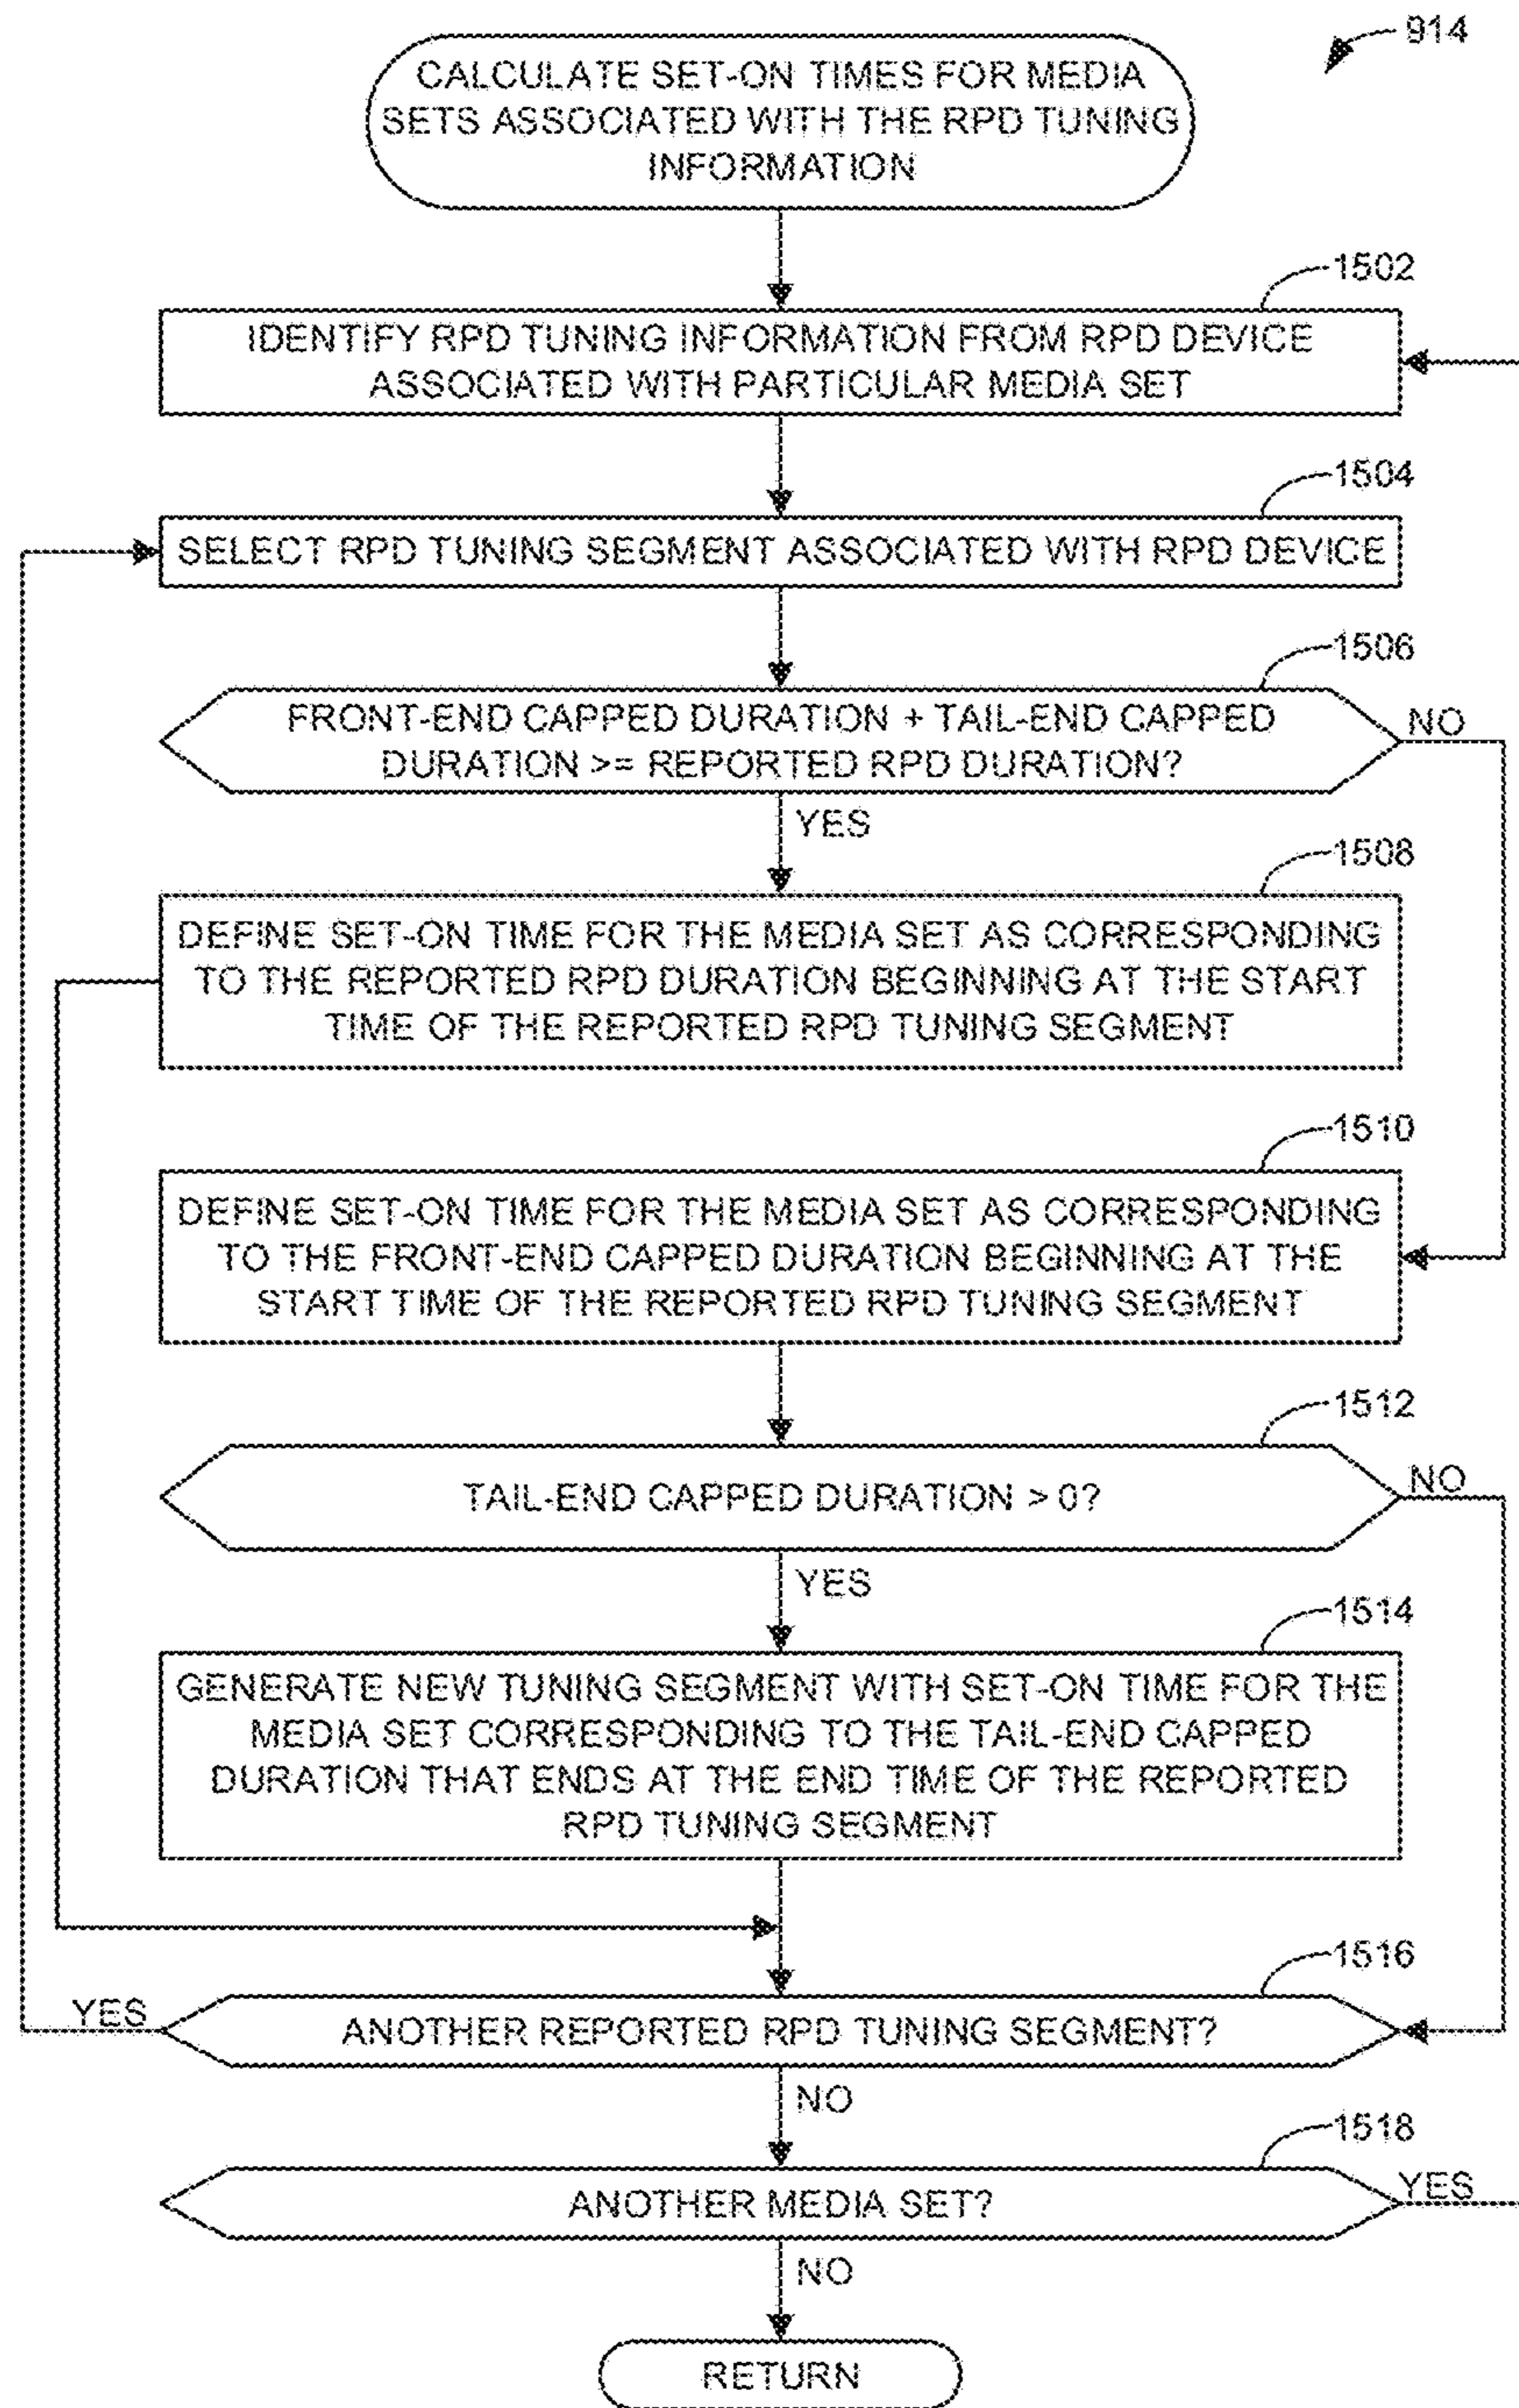 914
CALCULATE SET-ON TIMES FOR MEDIA
SETS ASSOCIATED WITH THE RPD TUNING
INFORMATION
1502
IDENTIFY RPD TUNING INFORMATION FROM RPD DEVICE
ASSOCIATED WITH PARTICULAR MEDIA SET
1504
SELECT RPD TUNING SEGMENT ASSOCIATED WITH RPD DEVICE
1506
FRONT-END CAPPED DURATION + TAIL-END CAPPED
DURATION >= REPORTED RPD DURATION?
NO
YES
1508
DEFINE SET-ON TIME FOR THE MEDIA SET AS CORRESPONDING
TO THE REPORTED RPD DURATION BEGINNING AT THE START
TIME OF THE REPORTED RPD TUNING SEGMENT
1510
DEFINE SET-ON TIME FOR THE MEDIA SET AS CORRESPONDING
TO THE FRONT-END CAPPED DURATION BEGINNING AT THE
START TIME OF THE REPORTED RPD TUNING SEGMENT
1512
TAIL-END CAPPED DURATION > 0?
NO
YES
1514
GENERATE NEW TUNING SEGMENT WITH SET-ON TIME FOR THE
MEDIA SET CORRESPONDING TO THE TAIL-END CAPPED
DURATION THAT ENDS AT THE END TIME OF THE REPORTED
RPD TUNING SEGMENT
1516
YES
ANOTHER REPORTED RPD TUNING SEGMENT?
NO
1518
ANOTHER MEDIA SET?
YES
NO
RETURN